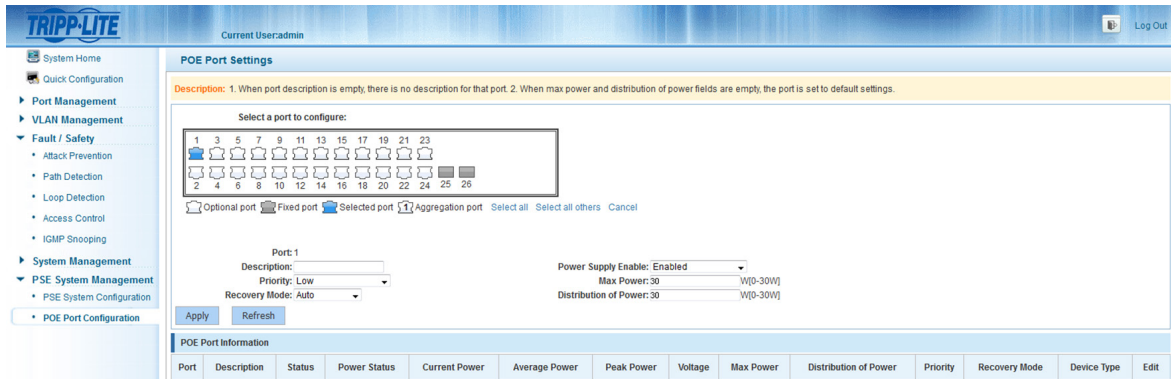 TRIPP·LITE
Current User:admin
Log Out
System Home
Quick Configuration
Port Management
VLAN Management
Fault / Safety
Attack Prevention
Path Detection
Loop Detection
Access Control
IGMP Snooping
System Management
PSE System Management
PSE System Configuration
POE Port Configuration
POE Port Settings
Description: 1. When port description is empty, there is no description for that port. 2. When max power and distribution of power fields are empty, the port is set to default settings.
Select a port to configure:
1 3 5 7 9 11 13 15 17 19 21 23
2 4 6 8 10 12 14 16 18 20 22 24 25 26
Optional port Fixed port Selected port 1 Aggregation port Select all Select all others Cancel
Port: 1
Description: Power Supply Enable: Enabled
Priority: Low Max Power: 30 W[0-30W]
Recovery Mode: Auto Distribution of Power: 30 W[0-30W]
Apply Refresh
POE Port Information
Port Description Status Power Status Current Power Average Power Peak Power Voltage Max Power Distribution of Power Priority Recovery Mode Device Type Edit